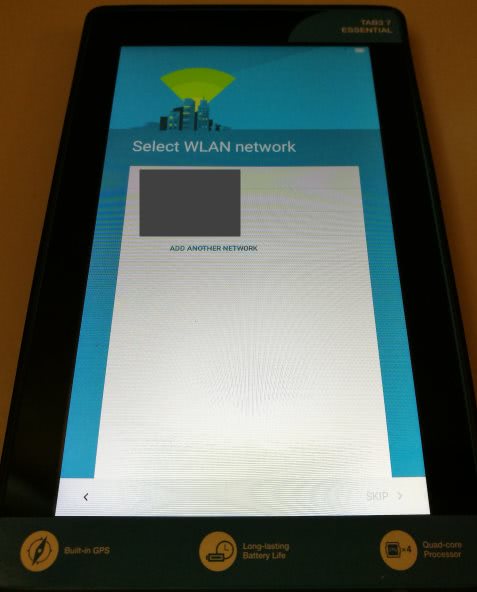 TAB3 7
ESSENTIAL
Select WLAN network
ADD ANOTHER NETWORK
SKIP
Built-in GPS
Long-lasting
Battery Life
×4
Quad-core
Processor